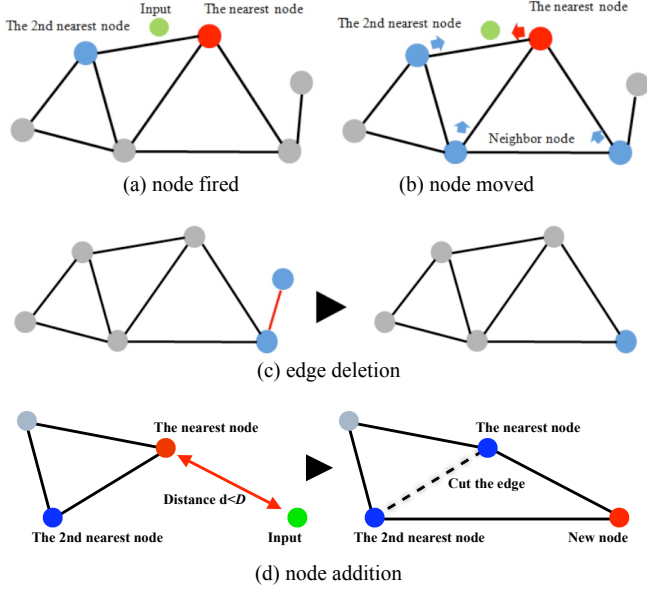 Input
The nearest node
The 2nd nearest node
(a) node fired
The nearest node
The 2nd nearest node
Neighbor node
(b) node moved
(c) edge deletion
The nearest node
Distance d<D
The 2nd nearest node
Input
The nearest node
Cut the edge
The 2nd nearest node
New node
(d) node addition